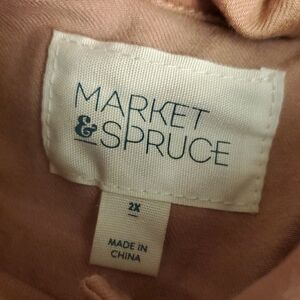 MARKET
&SPRUCE
2X
MADE IN
CHINA